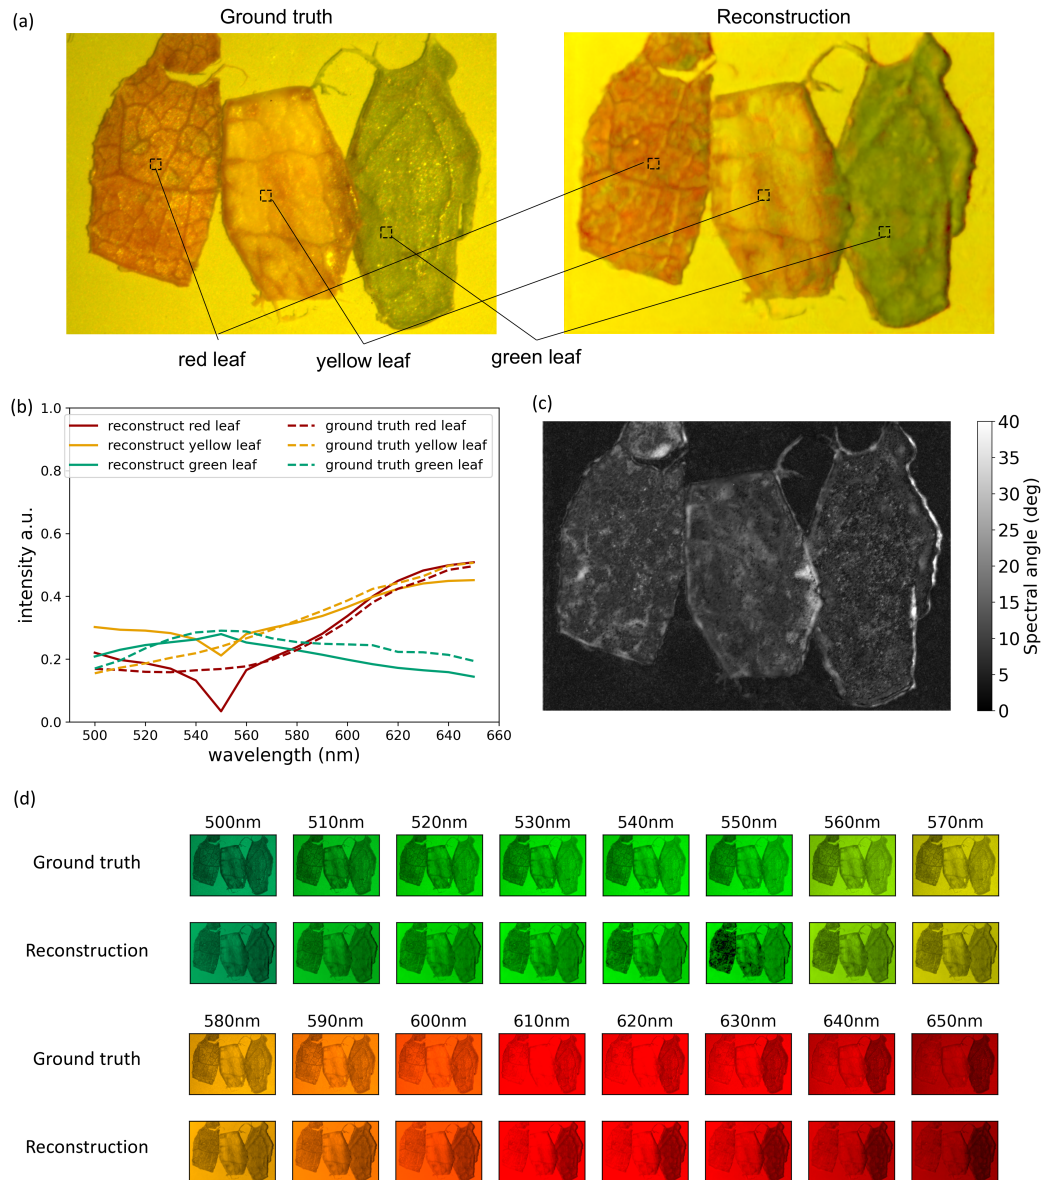 (a)
Ground truth
Reconstruction
red leaf
yellow leaf
green leaf
(b)
1.0
0.8
0.6
0.4
0.2
0.0
intensity a.u.
reconstruct red leaf
reconstruct yellow leaf
reconstruct green leaf
ground truth red leaf
ground truth yellow leaf
ground truth green leaf
500 520 540 560 580 600 620 640 660
wavelength (nm)
(c)
40
35
30
25
20
15
10
5
0
Spectral angle (deg)
(d)
500nm 510nm 520nm 530nm 540nm 550nm 560nm 570nm
Ground truth
Reconstruction
580nm 590nm 600nm 610nm 620nm 630nm 640nm 650nm
Ground truth
Reconstruction